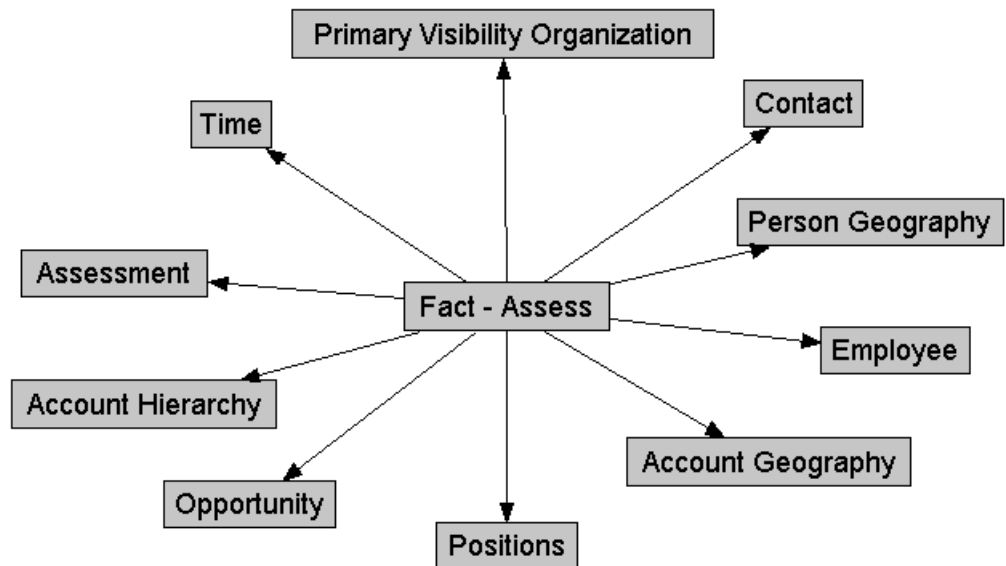 Primary Visibility Organization
Contact
Time
Person Geography
Assessment
Fact - Assess
Employee
Account Hierarchy
Account Geography
Opportunity
Positions